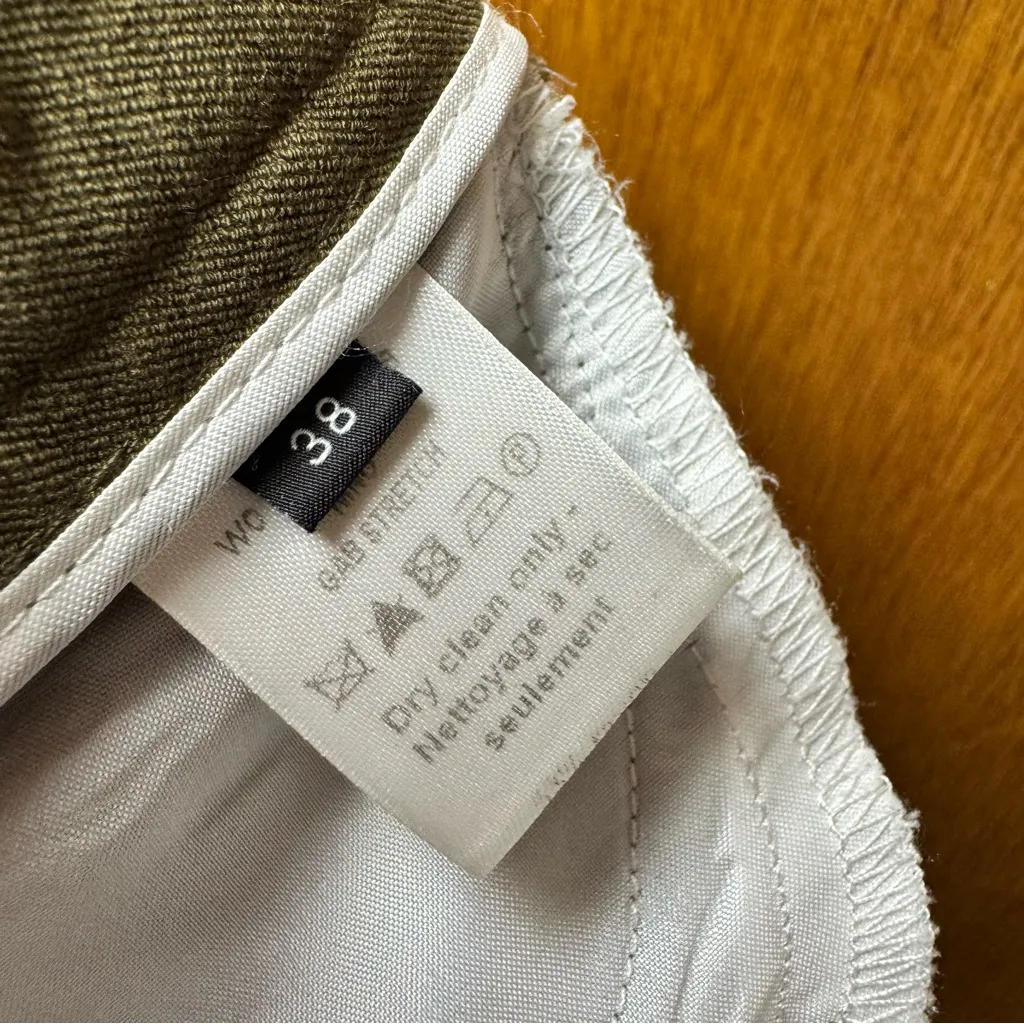 38
GAB STRETCH
Dry clean only -
Nettoyage a sec
seulement